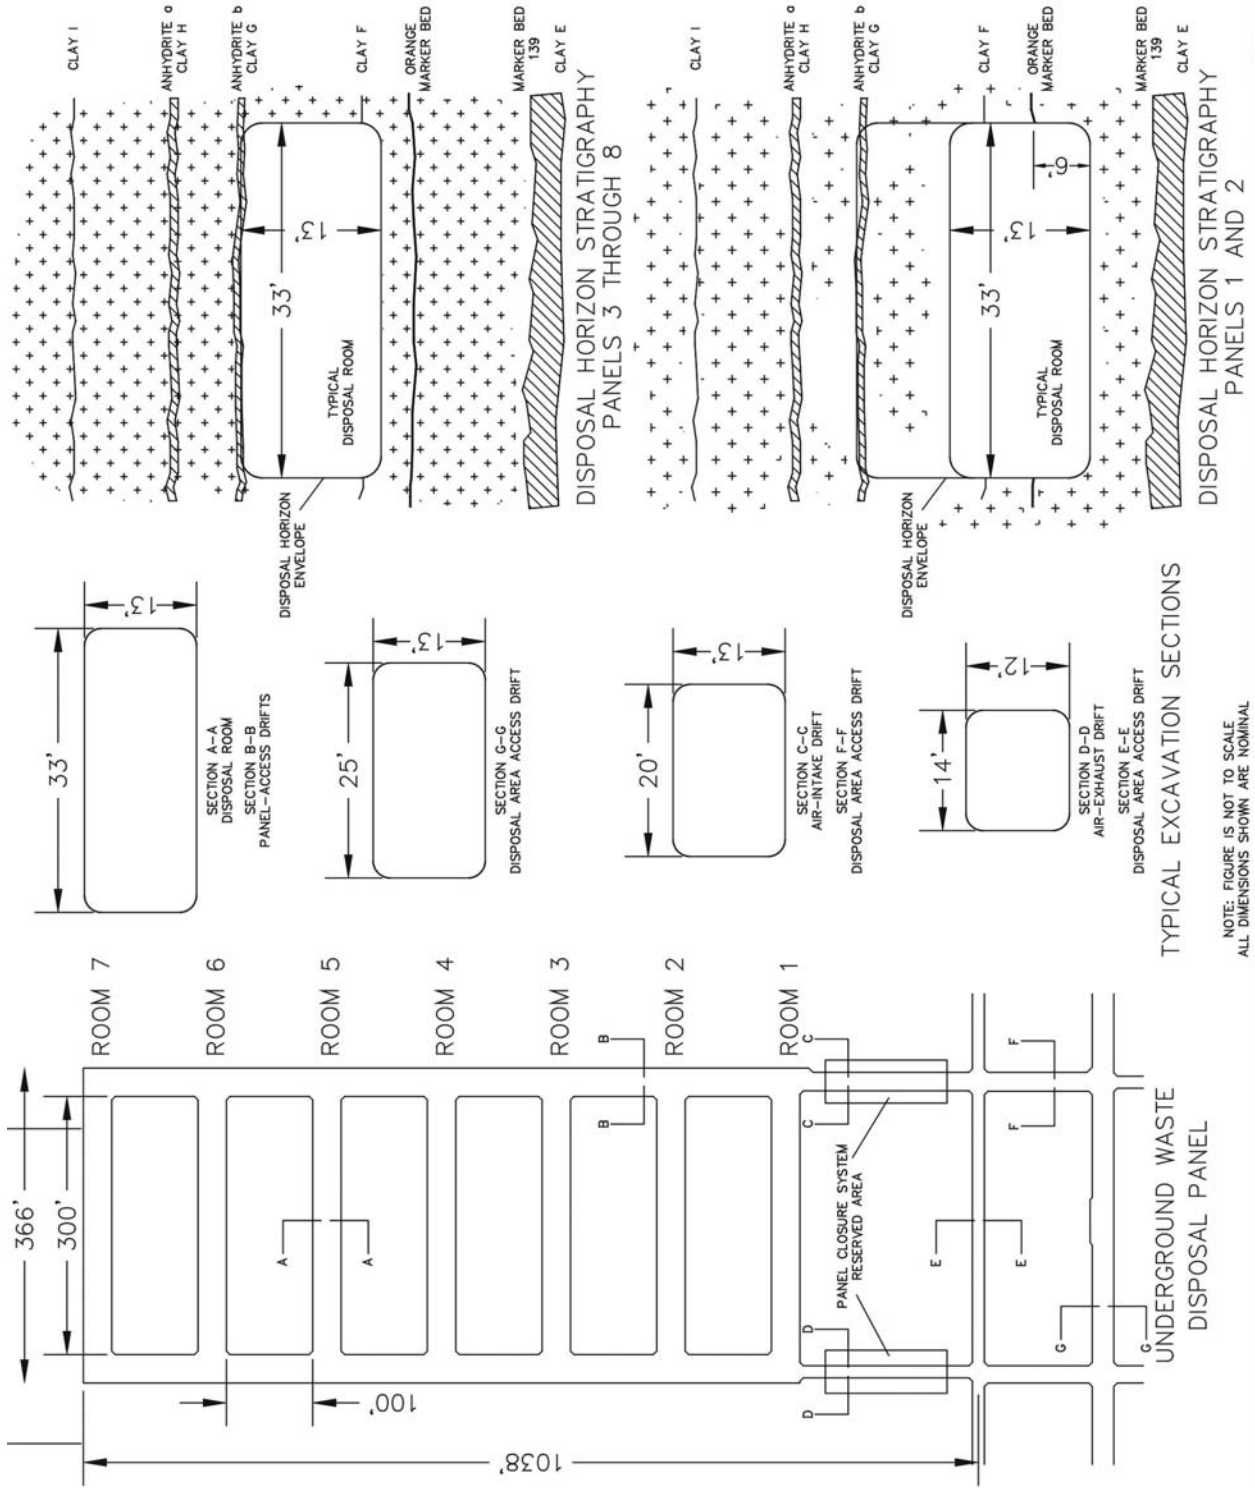 366'
300'
100'
1038'
ROOM 7
ROOM 6
ROOM 5
ROOM 4
ROOM 3
ROOM 2
ROOM 1
A
A
B
B
C
C
D
D
E
E
F
F
G
G
PANEL CLOSURE SYSTEM
RESERVED AREA
UNDERGROUND WASTE
DISPOSAL PANEL
33'
13'
SECTION A-A
DISPOSAL ROOM
SECTION B-B
PANEL-ACCESS DRIFTS
25'
13'
SECTION G-G
DISPOSAL AREA ACCESS DRIFT
20'
13'
SECTION C-C
AIR-INTAKE DRIFT
SECTION F-F
DISPOSAL AREA ACCESS DRIFT
14'
12'
SECTION D-D
AIR-EXHAUST DRIFT
SECTION E-E
DISPOSAL AREA ACCESS DRIFT
TYPICAL EXCAVATION SECTIONS
NOTE: FIGURE IS NOT TO SCALE
ALL DIMENSIONS SHOWN ARE NOMINAL
CLAY I
ANHYDRITE a
CLAY H
ANHYDRITE b
CLAY G
CLAY F
ORANGE
MARKER BED
MARKER BED
139
CLAY E
33'
13'
TYPICAL
DISPOSAL ROOM
DISPOSAL HORIZON
ENVELOPE
DISPOSAL HORIZON STRATIGRAPHY
PANELS 3 THROUGH 8
CLAY I
ANHYDRITE a
CLAY H
ANHYDRITE b
CLAY G
CLAY F
ORANGE
MARKER BED
MARKER BED
139
CLAY E
33'
13'
6'
TYPICAL
DISPOSAL ROOM
DISPOSAL HORIZON
ENVELOPE
DISPOSAL HORIZON STRATIGRAPHY
PANELS 1 AND 2